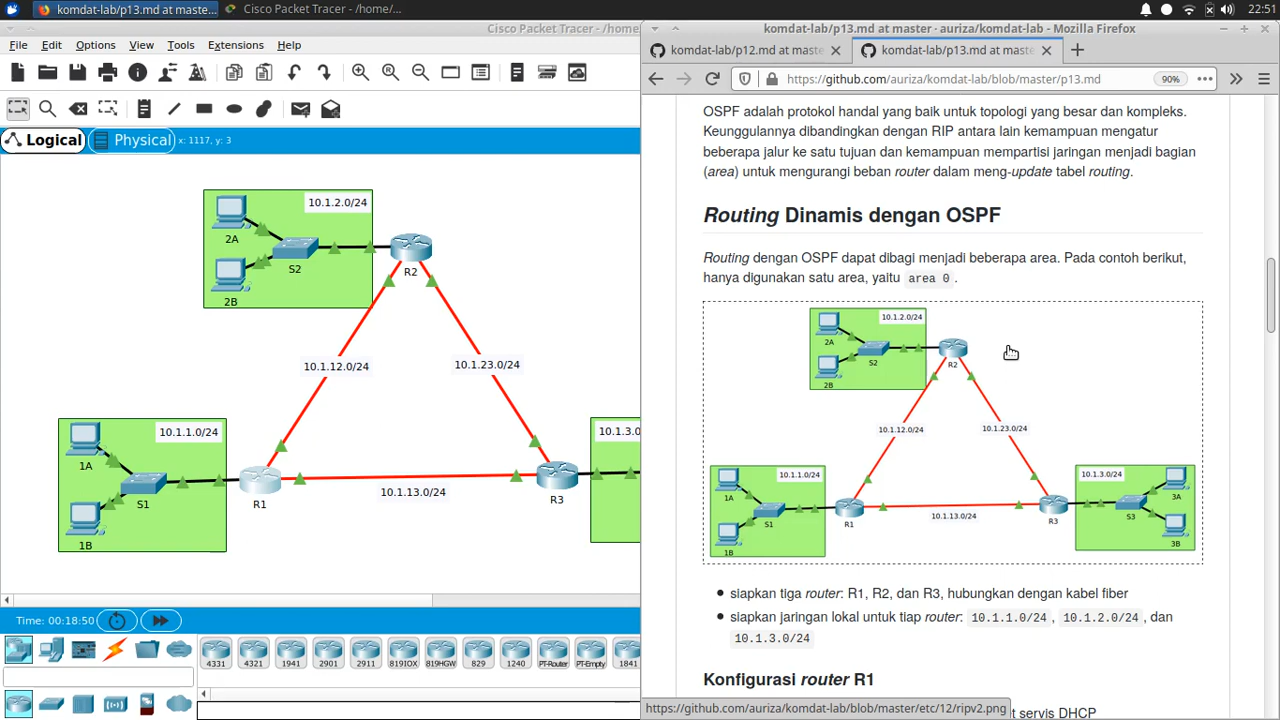 komdat-lab/p13.md at mast...
Cisco Packet Tracer - /home/...
22:51
Cisco Packet Tracer - /home
komdat-lab/p13.md at master · auriza/komdat-lab - Mozilla Firefox
File Edit Options View Tools Extensions Help
komdat-lab/p12.md at maste
komdat-lab/p13.md at maste
https://github.com/auriza/komdat-lab/blob/master/p13.md
90%
Logical
Physical
x: 1117, y: 3
10.1.2.0/24
2A
S2
2B
R2
10.1.12.0/24
10.1.23.0/24
10.1.1.0/24
1A
S1
1B
R1
10.1.13.0/24
R3
10.1.3.0
Time: 00:18:50
4331 4321 1941 2901 2911 819IOX 819HGW 829 1240 PT-Router PT-Empty 1841
OSPF adalah protokol handal yang baik untuk topologi yang besar dan kompleks.
Keunggulannya dibandingkan dengan RIP antara lain kemampuan mengatur
beberapa jalur ke satu tujuan dan kemampuan mempartisi jaringan menjadi bagian
(area) untuk mengurangi beban router dalam meng-update tabel routing.
Routing Dinamis dengan OSPF
Routing dengan OSPF dapat dibagi menjadi beberapa area. Pada contoh berikut,
hanya digunakan satu area, yaitu area 0 .
10.1.2.0/24
2A
S2
2B
R2
10.1.12.0/24
10.1.23.0/24
10.1.1.0/24
1A
S1
1B
R1
10.1.13.0/24
R3
10.1.3.0/24
3A
S3
3B
siapkan tiga router: R1, R2, dan R3, hubungkan dengan kabel fiber
siapkan jaringan lokal untuk tiap router: 10.1.1.0/24 , 10.1.2.0/24 , dan
10.1.3.0/24
Konfigurasi router R1
https://github.com/auriza/komdat-lab/blob/master/etc/12/ripv2.png
t servis DHCP